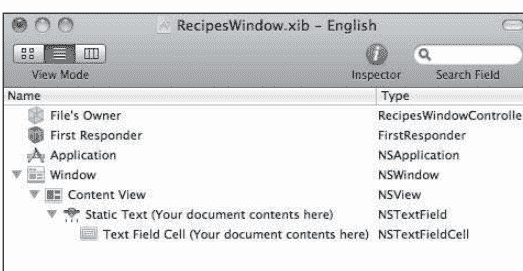 RecipesWindow.xib – English
View Mode Inspector Search Field
Name Type
File's Owner RecipesWindowControlle
First Responder FirstResponder
Application NSApplication
Window NSWindow
Content View NSView
Static Text (Your document contents here) NSTextField
Text Field Cell (Your document contents here) NSTextFieldCell